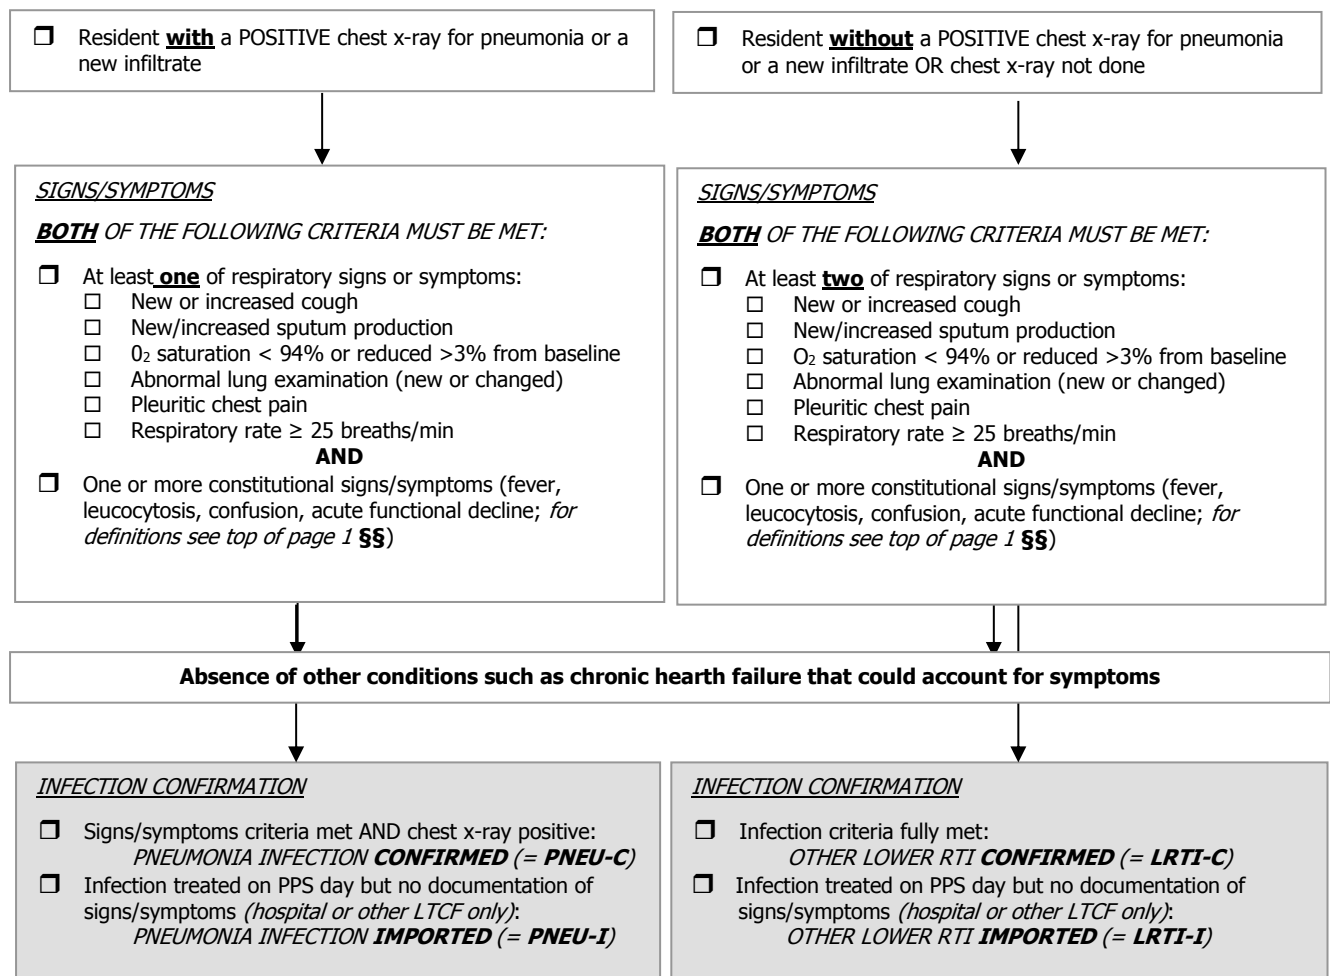 Resident with a POSITIVE chest x-ray for pneumonia or a
new infiltrate
Resident without a POSITIVE chest x-ray for pneumonia
or a new infiltrate OR chest x-ray not done
SIGNS/SYMPTOMS
BOTH OF THE FOLLOWING CRITERIA MUST BE MET:
At least one of respiratory signs or symptoms:
New or increased cough
New/increased sputum production
0₂ saturation < 94% or reduced >3% from baseline
Abnormal lung examination (new or changed)
Pleuritic chest pain
Respiratory rate ≥ 25 breaths/min
AND
One or more constitutional signs/symptoms (fever,
leucocytosis, confusion, acute functional decline; for
definitions see top of page 1 §§)
SIGNS/SYMPTOMS
BOTH OF THE FOLLOWING CRITERIA MUST BE MET:
At least two of respiratory signs or symptoms:
New or increased cough
New/increased sputum production
O₂ saturation < 94% or reduced >3% from baseline
Abnormal lung examination (new or changed)
Pleuritic chest pain
Respiratory rate ≥ 25 breaths/min
AND
One or more constitutional signs/symptoms (fever,
leucocytosis, confusion, acute functional decline; for
definitions see top of page 1 §§)
Absence of other conditions such as chronic hearth failure that could account for symptoms
INFECTION CONFIRMATION
Signs/symptoms criteria met AND chest x-ray positive:
PNEUMONIA INFECTION CONFIRMED (= PNEU-C)
Infection treated on PPS day but no documentation of
signs/symptoms (hospital or other LTCF only):
PNEUMONIA INFECTION IMPORTED (= PNEU-I)
INFECTION CONFIRMATION
Infection criteria fully met:
OTHER LOWER RTI CONFIRMED (= LRTI-C)
Infection treated on PPS day but no documentation of
signs/symptoms (hospital or other LTCF only):
OTHER LOWER RTI IMPORTED (= LRTI-I)